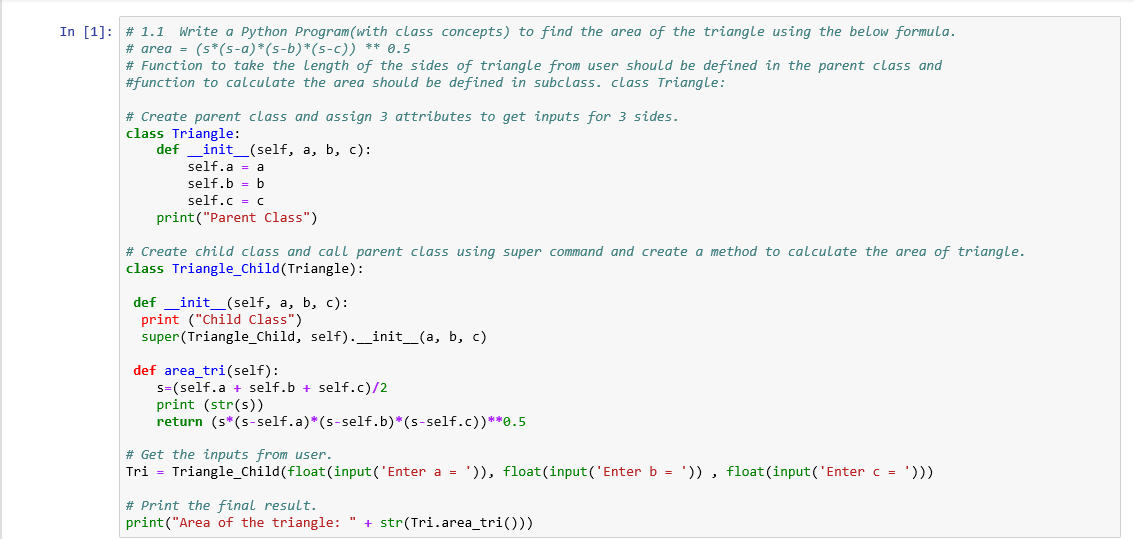 In [1]: # 1.1  Write a Python Program(with class concepts) to find the area of the triangle using the below formula.
# area = (s*(s-a)*(s-b)*(s-c)) ** 0.5
# Function to take the length of the sides of triangle from user should be defined in the parent class and
#function to calculate the area should be defined in subclass. class Triangle:

# Create parent class and assign 3 attributes to get inputs for 3 sides.
class Triangle:
    def __init__(self, a, b, c):
        self.a = a
        self.b = b
        self.c = c
    print("Parent Class")

# Create child class and call parent class using super command and create a method to calculate the area of triangle.
class Triangle_Child(Triangle):

 def __init__(self, a, b, c):
  print ("Child Class")
  super(Triangle_Child, self).__init__(a, b, c)

 def area_tri(self):
    s=(self.a + self.b + self.c)/2
    print (str(s))
    return (s*(s-self.a)*(s-self.b)*(s-self.c))**0.5

# Get the inputs from user.
Tri = Triangle_Child(float(input('Enter a = ')), float(input('Enter b = ')) , float(input('Enter c = ')))

# Print the final result.
print("Area of the triangle: " + str(Tri.area_tri()))